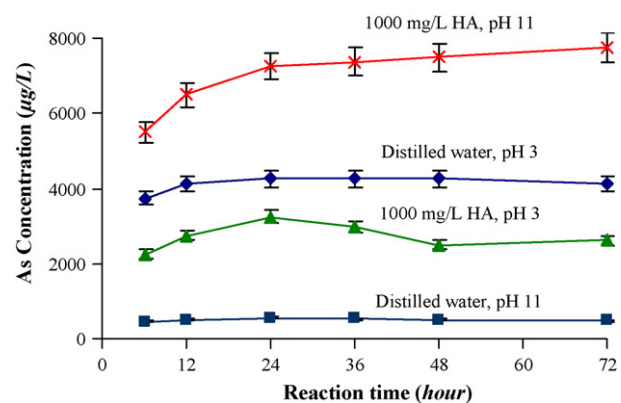 1000 mg/L HA, pH 11
8000
6000
Distilled water, pH 3
4000
1000 mg/L HA, pH 3
2000
Distilled water, pH 11
0
0 12 24 36 48 60 72
As Concentration (µg/L)
Reaction time (hour)